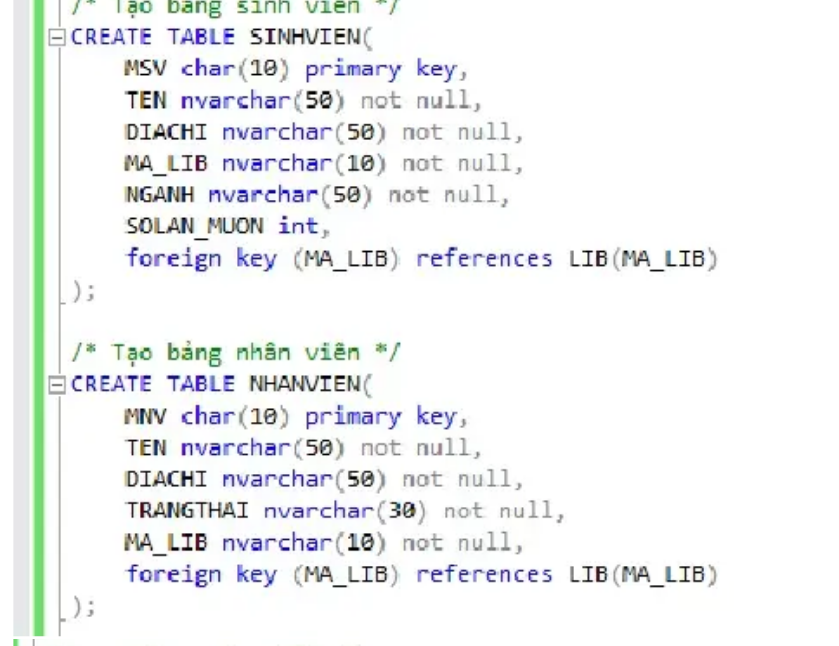 /* Tạo bảng sinh viên */
CREATE TABLE SINHVIEN(
MSV char(10) primary key,
TEN nvarchar(50) not null,
DIACHI nvarchar(50) not null,
MA_LIB nvarchar(10) not null,
NGANH nvarchar(50) not null,
SOLAN_MUON int,
foreign key (MA_LIB) references LIB(MA_LIB)
);
/* Tạo bảng nhân viên */
CREATE TABLE NHANVIEN(
MNV char(10) primary key,
TEN nvarchar(50) not null,
DIACHI nvarchar(50) not null,
TRANGTHAI nvarchar(30) not null,
MA_LIB nvarchar(10) not null,
foreign key (MA_LIB) references LIB(MA_LIB)
);